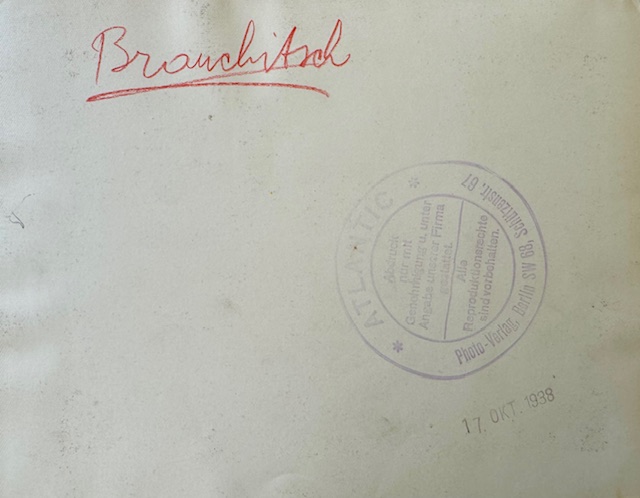 Brauchitsch
* ATLANTIC *
Photo-Verlag, Berlin SW 68, Schützenstr. 67
Abdruck
nur mit
Genehmigung u. unter
Angabe unserer Firma
gestattet.
Alle
Reproduktionsrechte
sind vorbehalten.
17. OKT. 1938